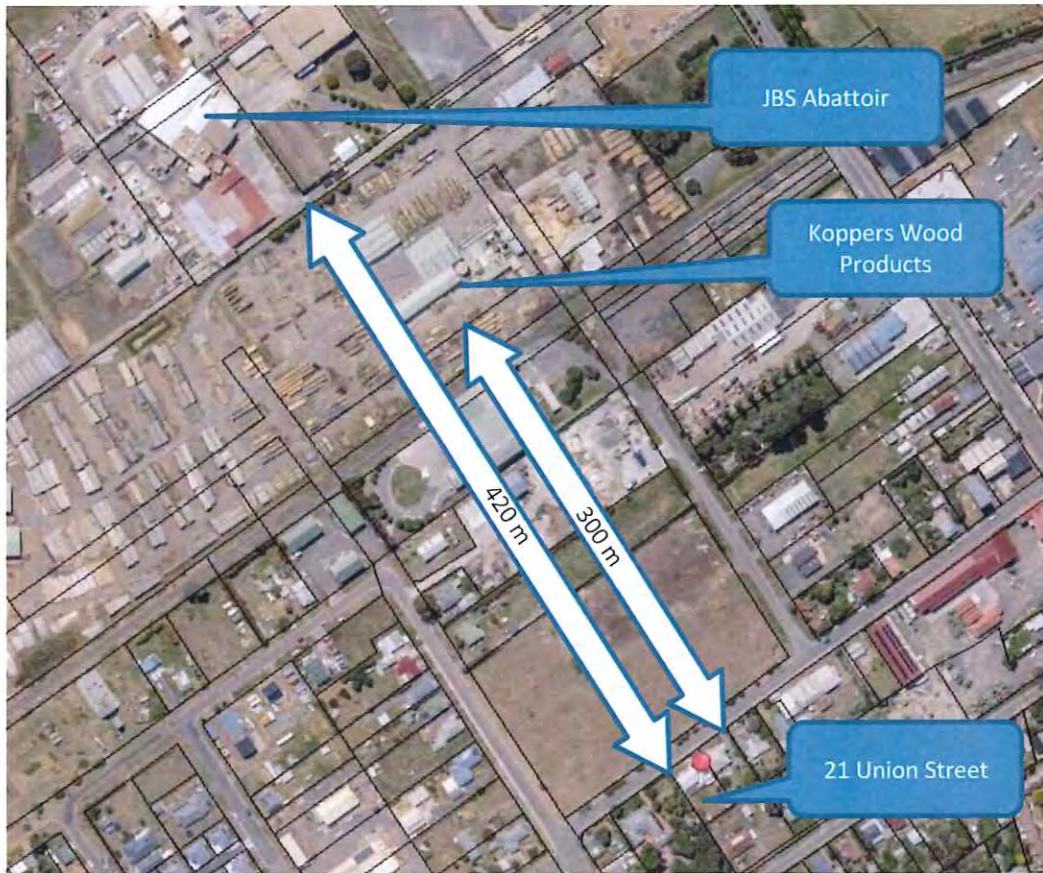 JBS Abattoir
Koppers Wood
Products
420 m
300 m
21 Union Street